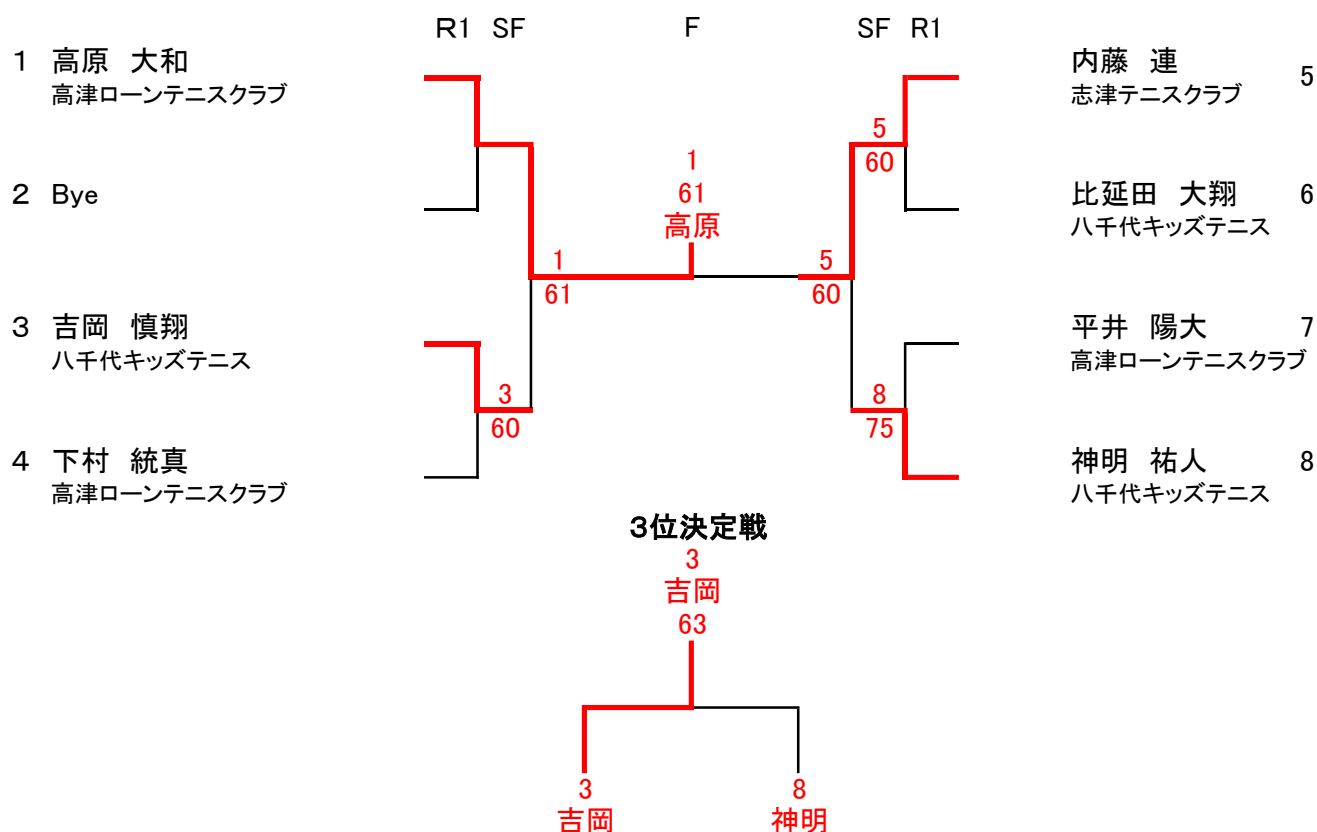 R1 SF F SF R1
1 高原 大和
高津ローンテニスクラブ
2 Bye
3 吉岡 慎翔
八千代キッズテニス
4 下村 統真
高津ローンテニスクラブ
1
61
3
60
1
61
高原
5
60
5
60
8
75
内藤 連 5
志津テニスクラブ
比延田 大翔 6
八千代キッズテニス
平井 陽大 7
高津ローンテニスクラブ
神明 祐人 8
八千代キッズテニス
3位決定戦
3
吉岡
63
3 8
吉岡 神明